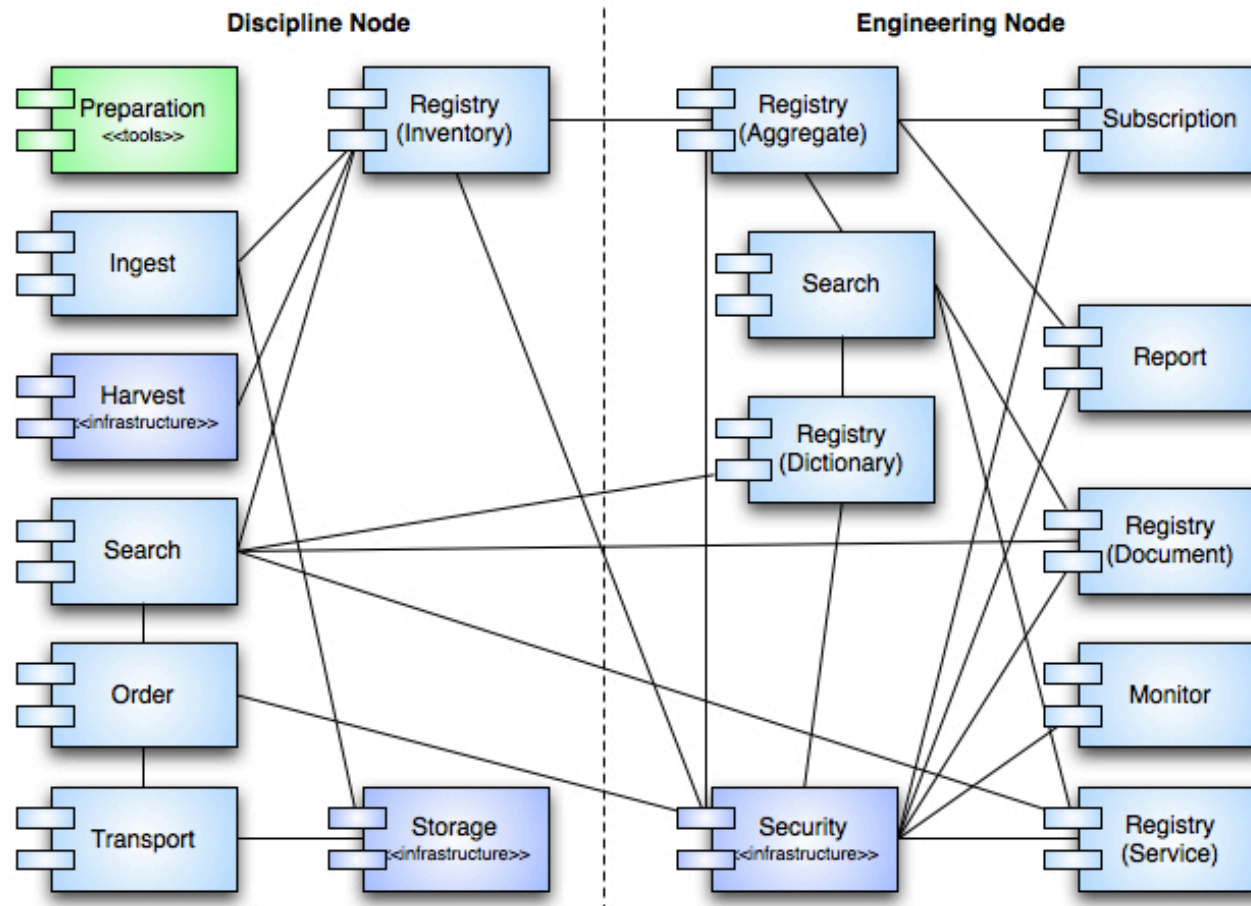 Discipline Node
Engineering Node
Preparation
<<tools>>
Registry
(Inventory)
Registry
(Aggregate)
Subscription
Ingest
Search
Harvest
<<infrastructure>>
Report
Registry
(Dictionary)
Search
Registry
(Document)
Order
Monitor
Transport
Storage
<<infrastructure>>
Security
<<infrastructure>>
Registry
(Service)